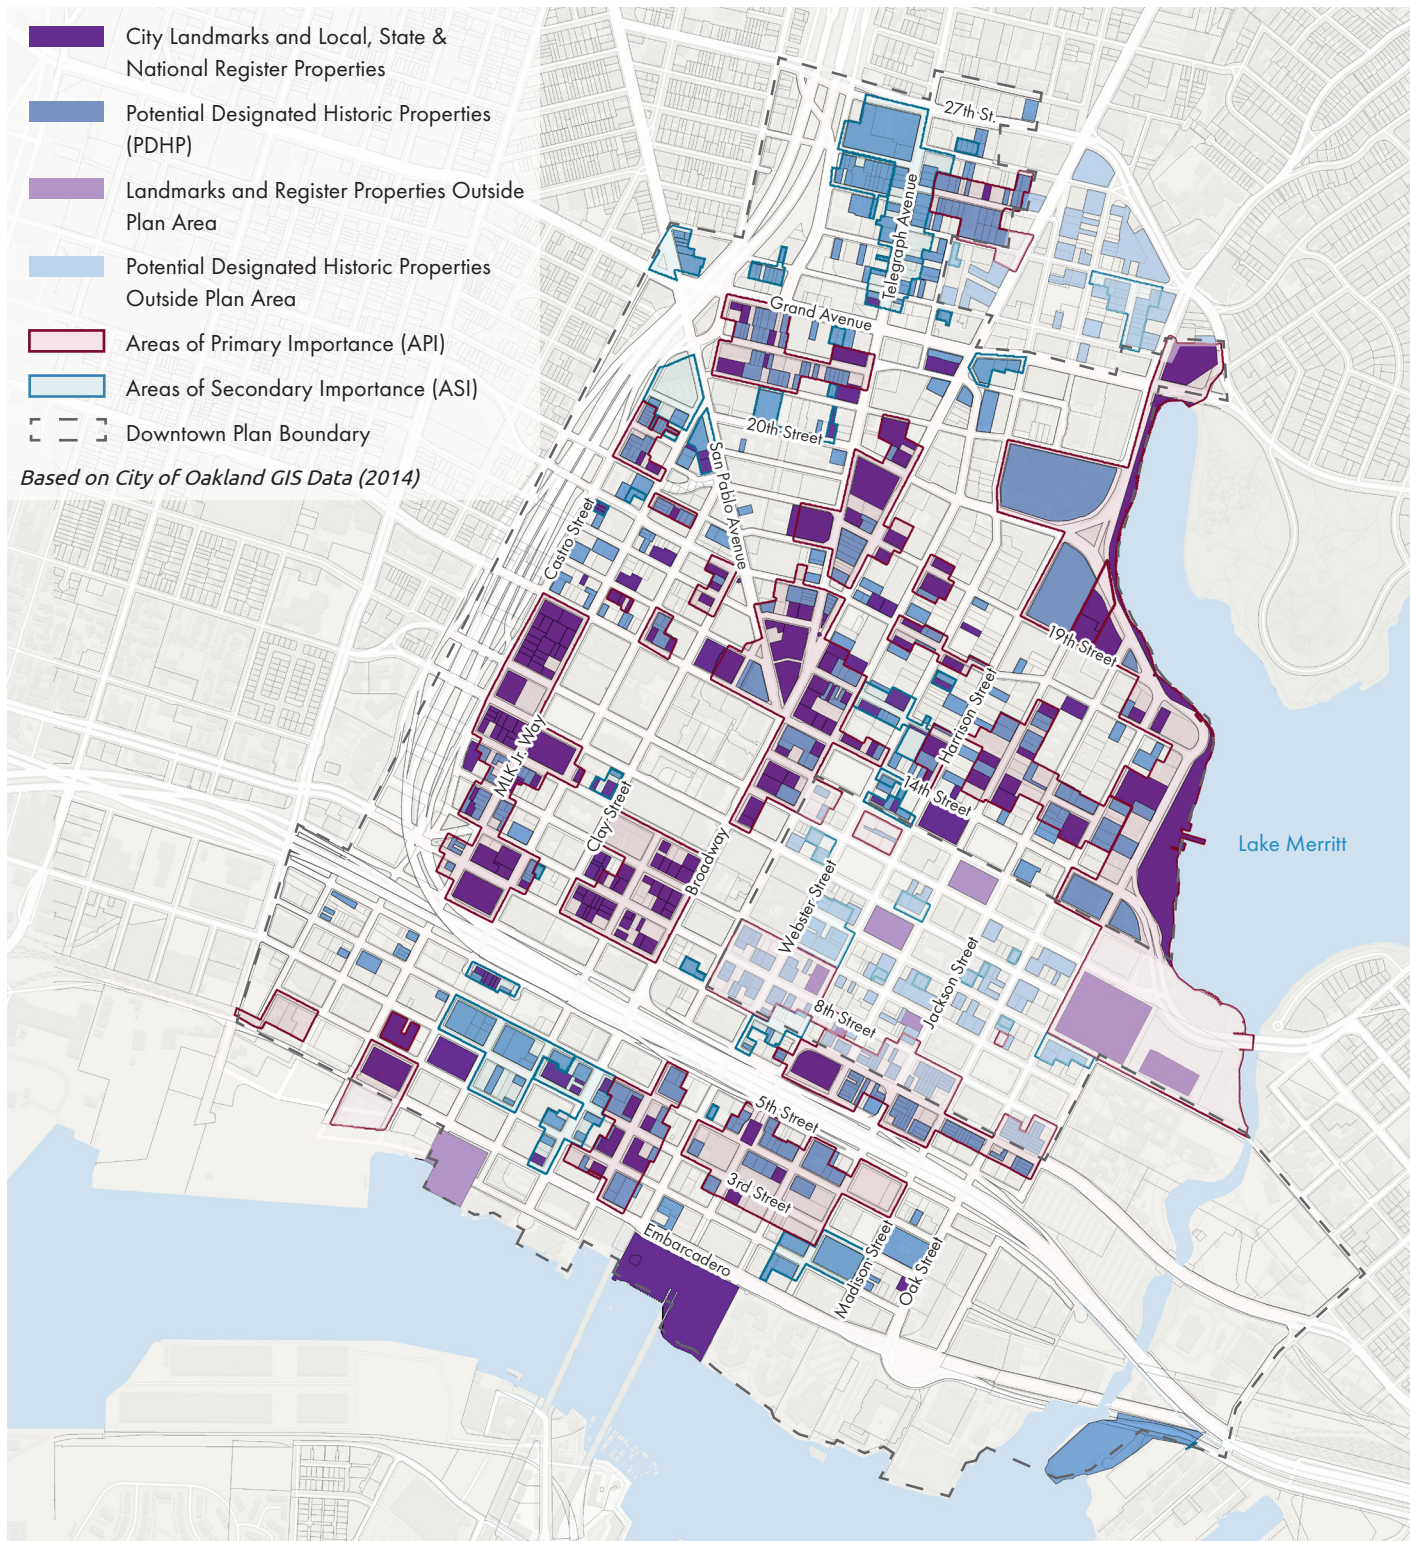 City Landmarks and Local, State &
National Register Properties
Potential Designated Historic Properties
(PDHP)
Landmarks and Register Properties Outside
Plan Area
Potential Designated Historic Properties
Outside Plan Area
Areas of Primary Importance (API)
Areas of Secondary Importance (ASI)
Downtown Plan Boundary
Based on City of Oakland GIS Data (2014)
27th St.
Telegraph Avenue
Grand Avenue
20th Street
San Pablo Avenue
Castro Street
19th Street
Harrison Street
MLK Jr. Way
14th Street
Clay Street
Broadway
Lake Merritt
Webster Street
Jackson Street
8th Street
5th Street
3rd Street
Embarcadero
Madison Street
Oak Street